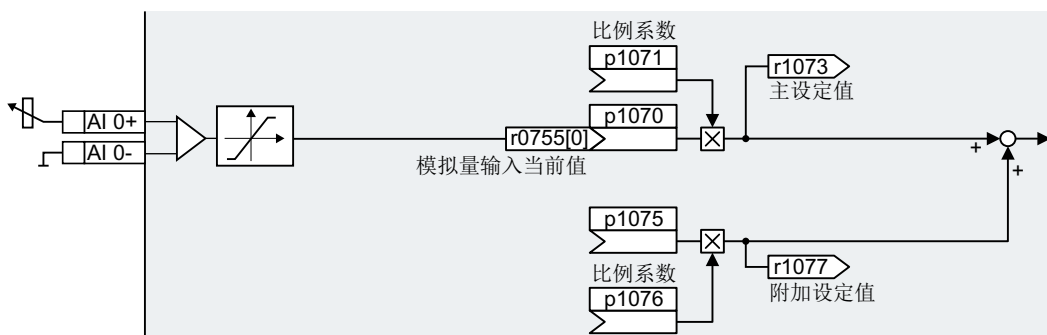 比例系数
p1071
r1073
主设定值
AI 0+
p1070
r0755[0]
AI 0-
模拟量输入当前值
+
+
p1075
比例系数
r1077
p1076
附加设定值